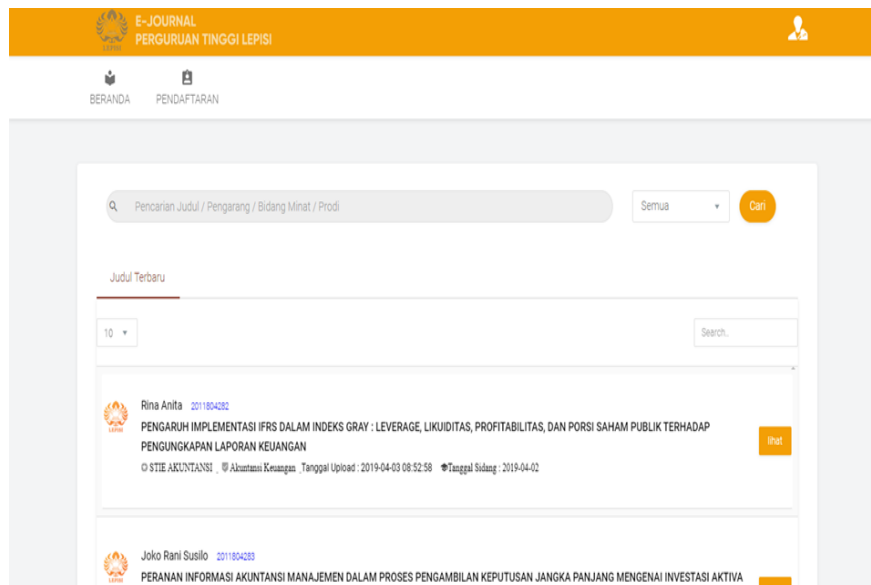 E-JOURNAL
PERGURUAN TINGGI LEPISI
LEPISI
BERANDA PENDAFTARAN
Pencarian Judul / Pengarang / Bidang Minat / Prodi
Semua
Cari
Judul Terbaru
10
Search..
Rina Anita 2011804282
LEPISI
PENGARUH IMPLEMENTASI IFRS DALAM INDEKS GRAY : LEVERAGE, LIKUIDITAS, PROFITABILITAS, DAN PORSI SAHAM PUBLIK TERHADAP
PENGUNGKAPAN LAPORAN KEUANGAN
lihat
STIE AKUNTANSI , Akuntansi Keuangan ,Tanggal Upload : 2019-04-03 08:52:58 Tanggal Sidang : 2019-04-02
Joko Rani Susilo 2011804283
LEPISI
PERANAN INFORMASI AKUNTANSI MANAJEMEN DALAM PROSES PENGAMBILAN KEPUTUSAN JANGKA PANJANG MENGENAI INVESTASI AKTIVA